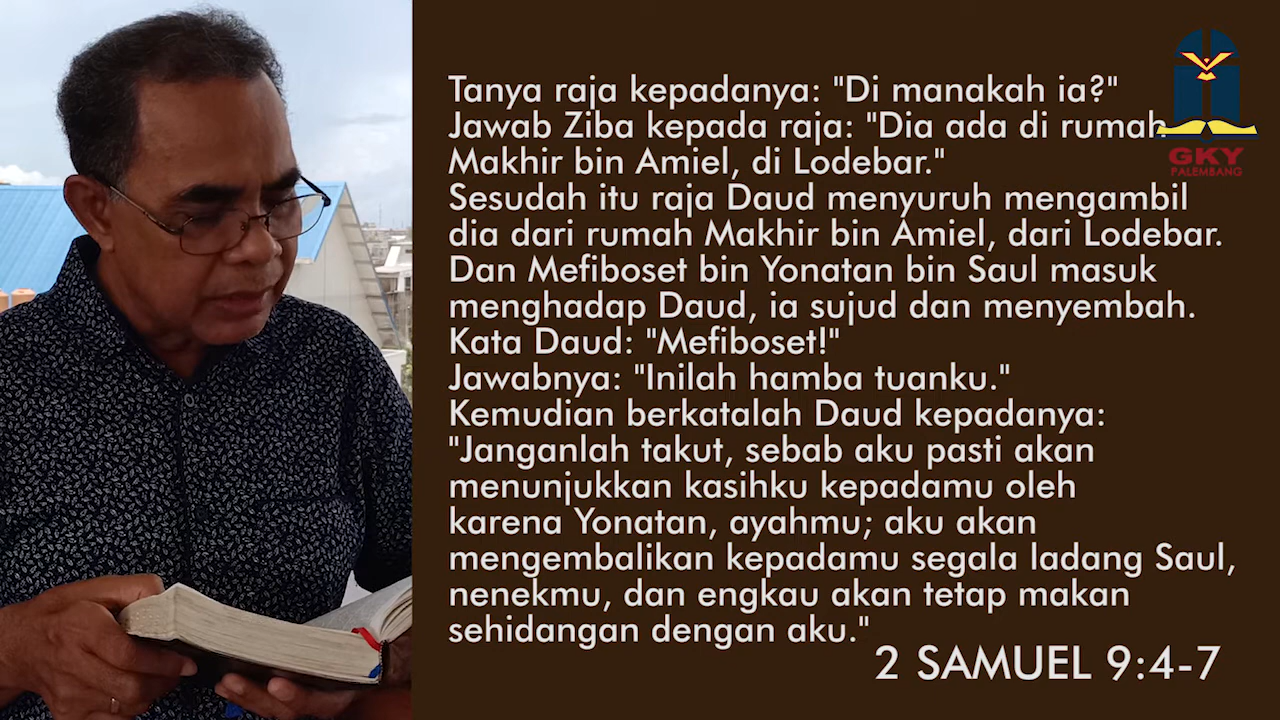 Tanya raja kepadanya: "Di manakah ia?"
Jawab Ziba kepada raja: "Dia ada di rumah
Makhir bin Amiel, di Lodebar."
Sesudah itu raja Daud menyuruh mengambil
dia dari rumah Makhir bin Amiel, dari Lodebar.
Dan Mefiboset bin Yonatan bin Saul masuk
menghadap Daud, ia sujud dan menyembah.
Kata Daud: "Mefiboset!"
Jawabnya: "Inilah hamba tuanku."
Kemudian berkatalah Daud kepadanya:
"Janganlah takut, sebab aku pasti akan
menunjukkan kasihku kepadamu oleh
karena Yonatan, ayahmu; aku akan
mengembalikan kepadamu segala ladang Saul,
nenekmu, dan engkau akan tetap makan
sehidangan dengan aku."
2 SAMUEL 9:4-7
GKY
PALEMBANG